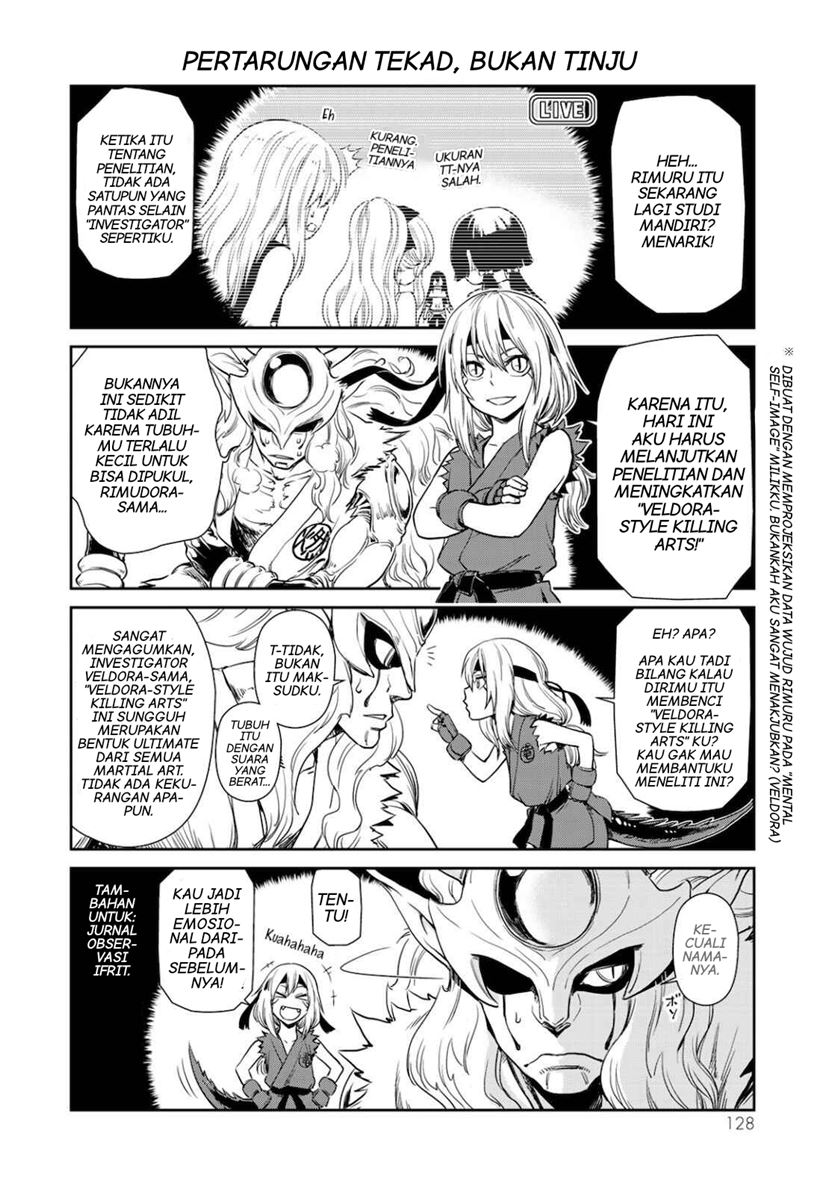 PERTARUNGAN TEKAD, BUKAN TINJU
LIVE
HEH...
RIMURU ITU
SEKARANG
LAGI STUDI
MANDIRI?
MENARIK!
UKURAN
TT-NYA
SALAH.
KURANG.
PENELI-
TIANNYA
Eh
KETIKA ITU
TENTANG
PENELITIAN,
TIDAK ADA
SATUPUN YANG
PANTAS SELAIN
"INVESTIGATOR"
SEPERTIKU.
KARENA ITU,
HARI INI
AKU HARUS
MELANJUTKAN
PENELITIAN DAN
MENINGKATKAN
"VELDORA-
STYLE KILLING
ARTS!"
BUKANNYA
INI SEDIKIT
TIDAK ADIL
KARENA TUBUH-
MU TERLALU
KECIL UNTUK
BISA DIPUKUL,
RIMUDORA-
SAMA...
※ DIBUAT DENGAN MEMPROJEKSIKAN DATA WUJUD RIMURU PADA "MENTAL
SELF-IMAGE" MILIKKU. BUKANKAH AKU SANGAT MENAKJUBKAN? (VELDORA)
EH? APA?
APA KAU TADI
BILANG KALAU
DIRIMU ITU
MEMBENCI
"VELDORA-
STYLE KILLING
ARTS" KU?
KAU GAK MAU
MEMBANTUKU
MENELITI INI?
T-TIDAK,
BUKAN
ITU MAK-
SUDKU.
TUBUH
ITU
DENGAN
SUARA
YANG
BERAT...
SANGAT
MENGAGUMKAN,
INVESTIGATOR
VELDORA-SAMA,
"VELDORA-STYLE
KILLING ARTS"
INI SUNGGUH
MERUPAKAN
BENTUK ULTIMATE
DARI SEMUA
MARTIAL ART.
TIDAK ADA KEKU-
RANGAN APA-
PUN.
KE-
CUALI
NAMA-
NYA.
ボソ
TEN-
TU!
KAU JADI
LEBIH
EMOSIO-
NAL DARI-
PADA
SEBELUM-
NYA!
Kuahahaha
TAM-
BAHAN
UNTUK:
JURNAL
OBSER-
VASI
IFRIT.
128